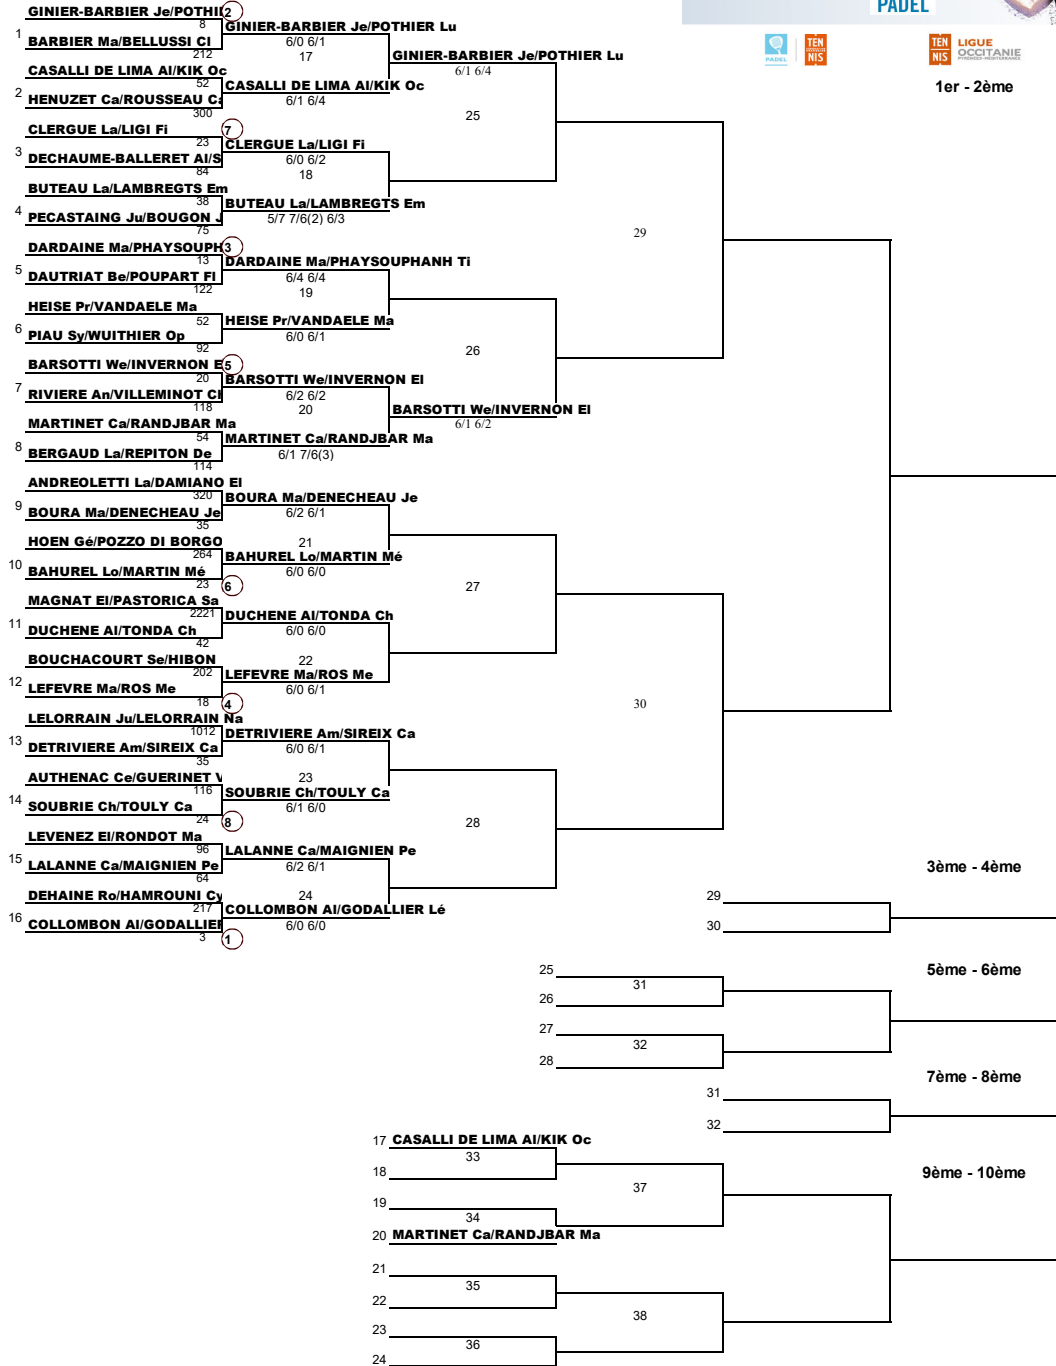 PADEL
PADEL
TEN
NIS
TEN
NIS
LIGUE
OCCITANIE
PYRÉNÉES-MÉDITERRANÉE
1er - 2ème
GINIER-BARBIER Je/POTHIE 2
8
1
GINIER-BARBIER Je/POTHIER Lu
BARBIER Ma/BELLUSSI Cl
6/0 6/1
212
17
GINIER-BARBIER Je/POTHIER Lu
6/1 6/4
CASALLI DE LIMA Al/KIK Oc
52
2
CASALLI DE LIMA Al/KIK Oc
HENUZET Ca/ROUSSEAU Ca
6/1 6/4
300
25
CLERGUE La/LIGI Fi 7
23
3
CLERGUE La/LIGI Fi
DECHAUME-BALLERET Al/S
6/0 6/2
84
18
BUTEAU La/LAMBREGTS Em
38
4
BUTEAU La/LAMBREGTS Em
PECASTAING Ju/BOUGON J
5/7 7/6(2) 6/3
75
29
DARDAINE Ma/PHAYSOUPH 3
13
5
DARDAINE Ma/PHAYSOUPHANH Ti
DAUTRIAT Be/POUPART Fl
6/4 6/4
122
19
HEISE Pr/VANDAELE Ma
52
6
HEISE Pr/VANDAELE Ma
PIAU Sy/WUITHIER Op
6/0 6/1
92
26
BARSOTTI We/INVERNON E 5
20
7
BARSOTTI We/INVERNON El
RIVIERE An/VILLEMINOT Cl
6/2 6/2
118
20
BARSOTTI We/INVERNON El
6/1 6/2
MARTINET Ca/RANDJBAR Ma
54
8
MARTINET Ca/RANDJBAR Ma
BERGAUD La/REPITON De
6/1 7/6(3)
114
ANDREOLETTI La/DAMIANO El
320
9
BOURA Ma/DENECHEAU Je
BOURA Ma/DENECHEAU Je
6/2 6/1
35
21
HOEN Gé/POZZO DI BORGO
264
10
BAHUREL Lo/MARTIN Mé
BAHUREL Lo/MARTIN Mé
6/0 6/0
23 6
27
MAGNAT El/PASTORICA Sa
2221
11
DUCHENE Al/TONDA Ch
DUCHENE Al/TONDA Ch
6/0 6/0
42
22
BOUCHACOURT Se/HIBON
202
12
LEFEVRE Ma/ROS Me
LEFEVRE Ma/ROS Me
6/0 6/1
18 4
30
LELORRAIN Ju/LELORRAIN Na
1012
13
DETRIVIERE Am/SIREIX Ca
DETRIVIERE Am/SIREIX Ca
6/0 6/1
35
23
AUTHENAC Ce/GUERINET V
116
14
SOUBRIE Ch/TOULY Ca
SOUBRIE Ch/TOULY Ca
6/1 6/0
24 8
28
LEVENEZ El/RONDOT Ma
96
15
LALANNE Ca/MAIGNIEN Pe
LALANNE Ca/MAIGNIEN Pe
6/2 6/1
64
24
DEHAINE Ro/HAMROUNI Cy
217
16
COLLOMBON Al/GODALLIER Lé
COLLOMBON Al/GODALLIER
6/0 6/0
3 1
3ème - 4ème
29
30
5ème - 6ème
25
31
26
27
32
28
7ème - 8ème
31
32
9ème - 10ème
17 CASALLI DE LIMA Al/KIK Oc
33
18
37
19
34
20 MARTINET Ca/RANDJBAR Ma
21
35
22
38
23
36
24